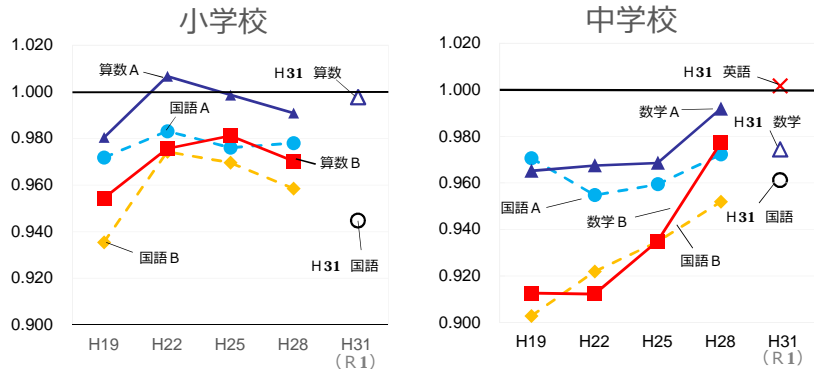 小学校
1.020
1.000
0.980
0.960
0.940
0.920
0.900
算数A
H31 算数
国語A
算数B
国語B
H31 国語
H19
H22
H25
H28
H31
(R1)
中学校
1.020
1.000
0.980
0.960
0.940
0.920
0.900
H31 英語
数学A
H31 数学
国語A
数学B
H31 国語
国語B
H19
H22
H25
H28
H31
(R1)